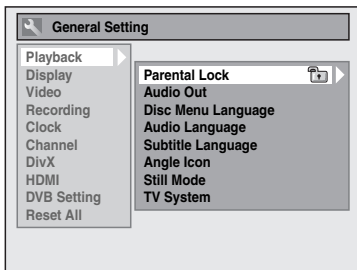 General Setting
Playback
Display
Video
Recording
Clock
Channel
DivX
HDMI
DVB Setting
Reset All
Parental Lock
Audio Out
Disc Menu Language
Audio Language
Subtitle Language
Angle Icon
Still Mode
TV System